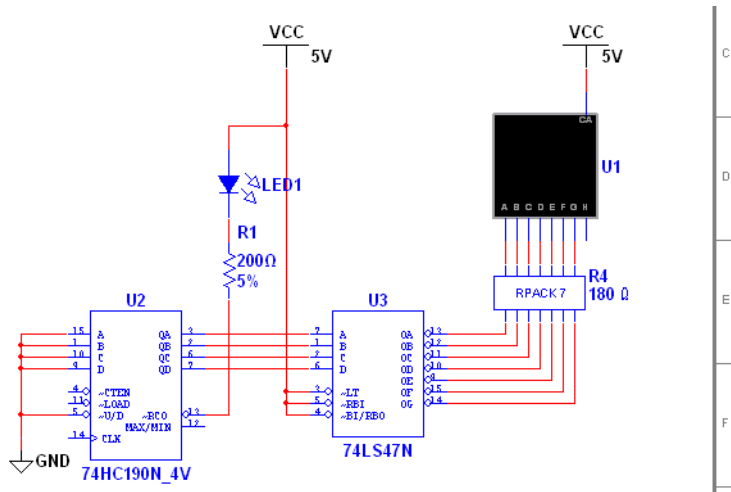 VCC
5V
VCC
5V
C
CA
U1
D
LED1
A B C D E F G H
R1
200Ω
5%
R4
180 Ω
RPACK7
E
U2
U3
15 A QA 3
1 B QB 2
10 C QC 6
9 D QD 7
4 ~CTEN
11 ~LOAD
5 ~U/D ~RCO 13
MAX/MIN 12
14 CLK
7 A OA 13
1 B OB 12
2 C OC 11
6 D OD 10
OE 9
3 ~LT OF 15
5 ~RBI OG 14
4 ~BI/RBO
F
GND
74HC190N_4V
74LS47N